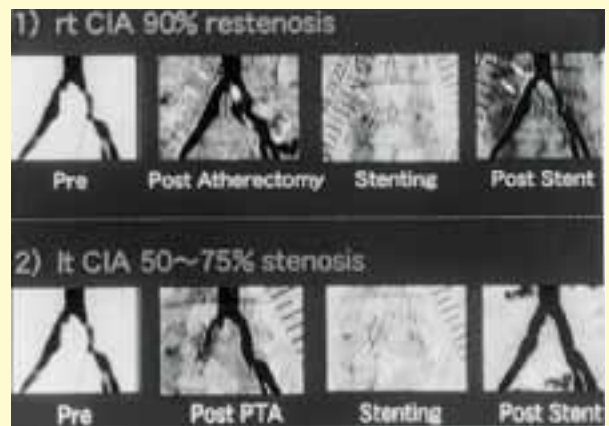 1) rt CIA 90% restenosis
Pre Post Atherectomy Stenting Post Stent
2) lt CIA 50~75% stenosis
Pre Post PTA Stenting Post Stent